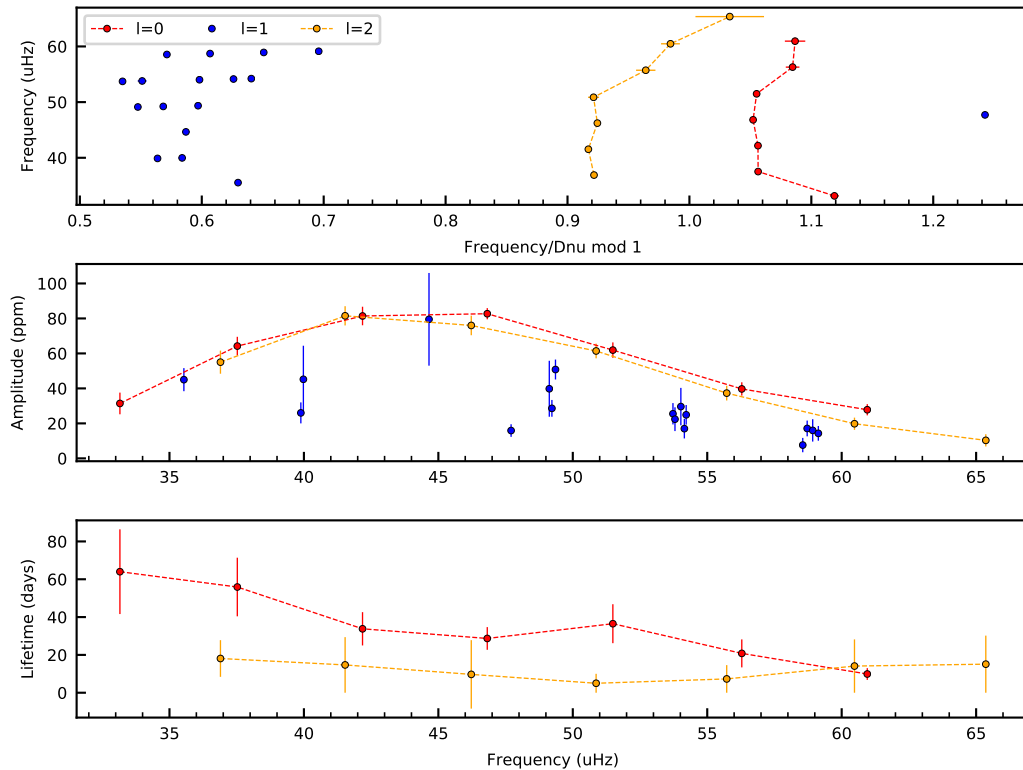 l=0 l=1 l=2
Frequency (uHz)
60
50
40
0.5 0.6 0.7 0.8 0.9 1.0 1.1 1.2
Frequency/Dnu mod 1
Amplitude (ppm)
100
80
60
40
20
0
35 40 45 50 55 60 65
Lifetime (days)
80
60
40
20
0
35 40 45 50 55 60 65
Frequency (uHz)